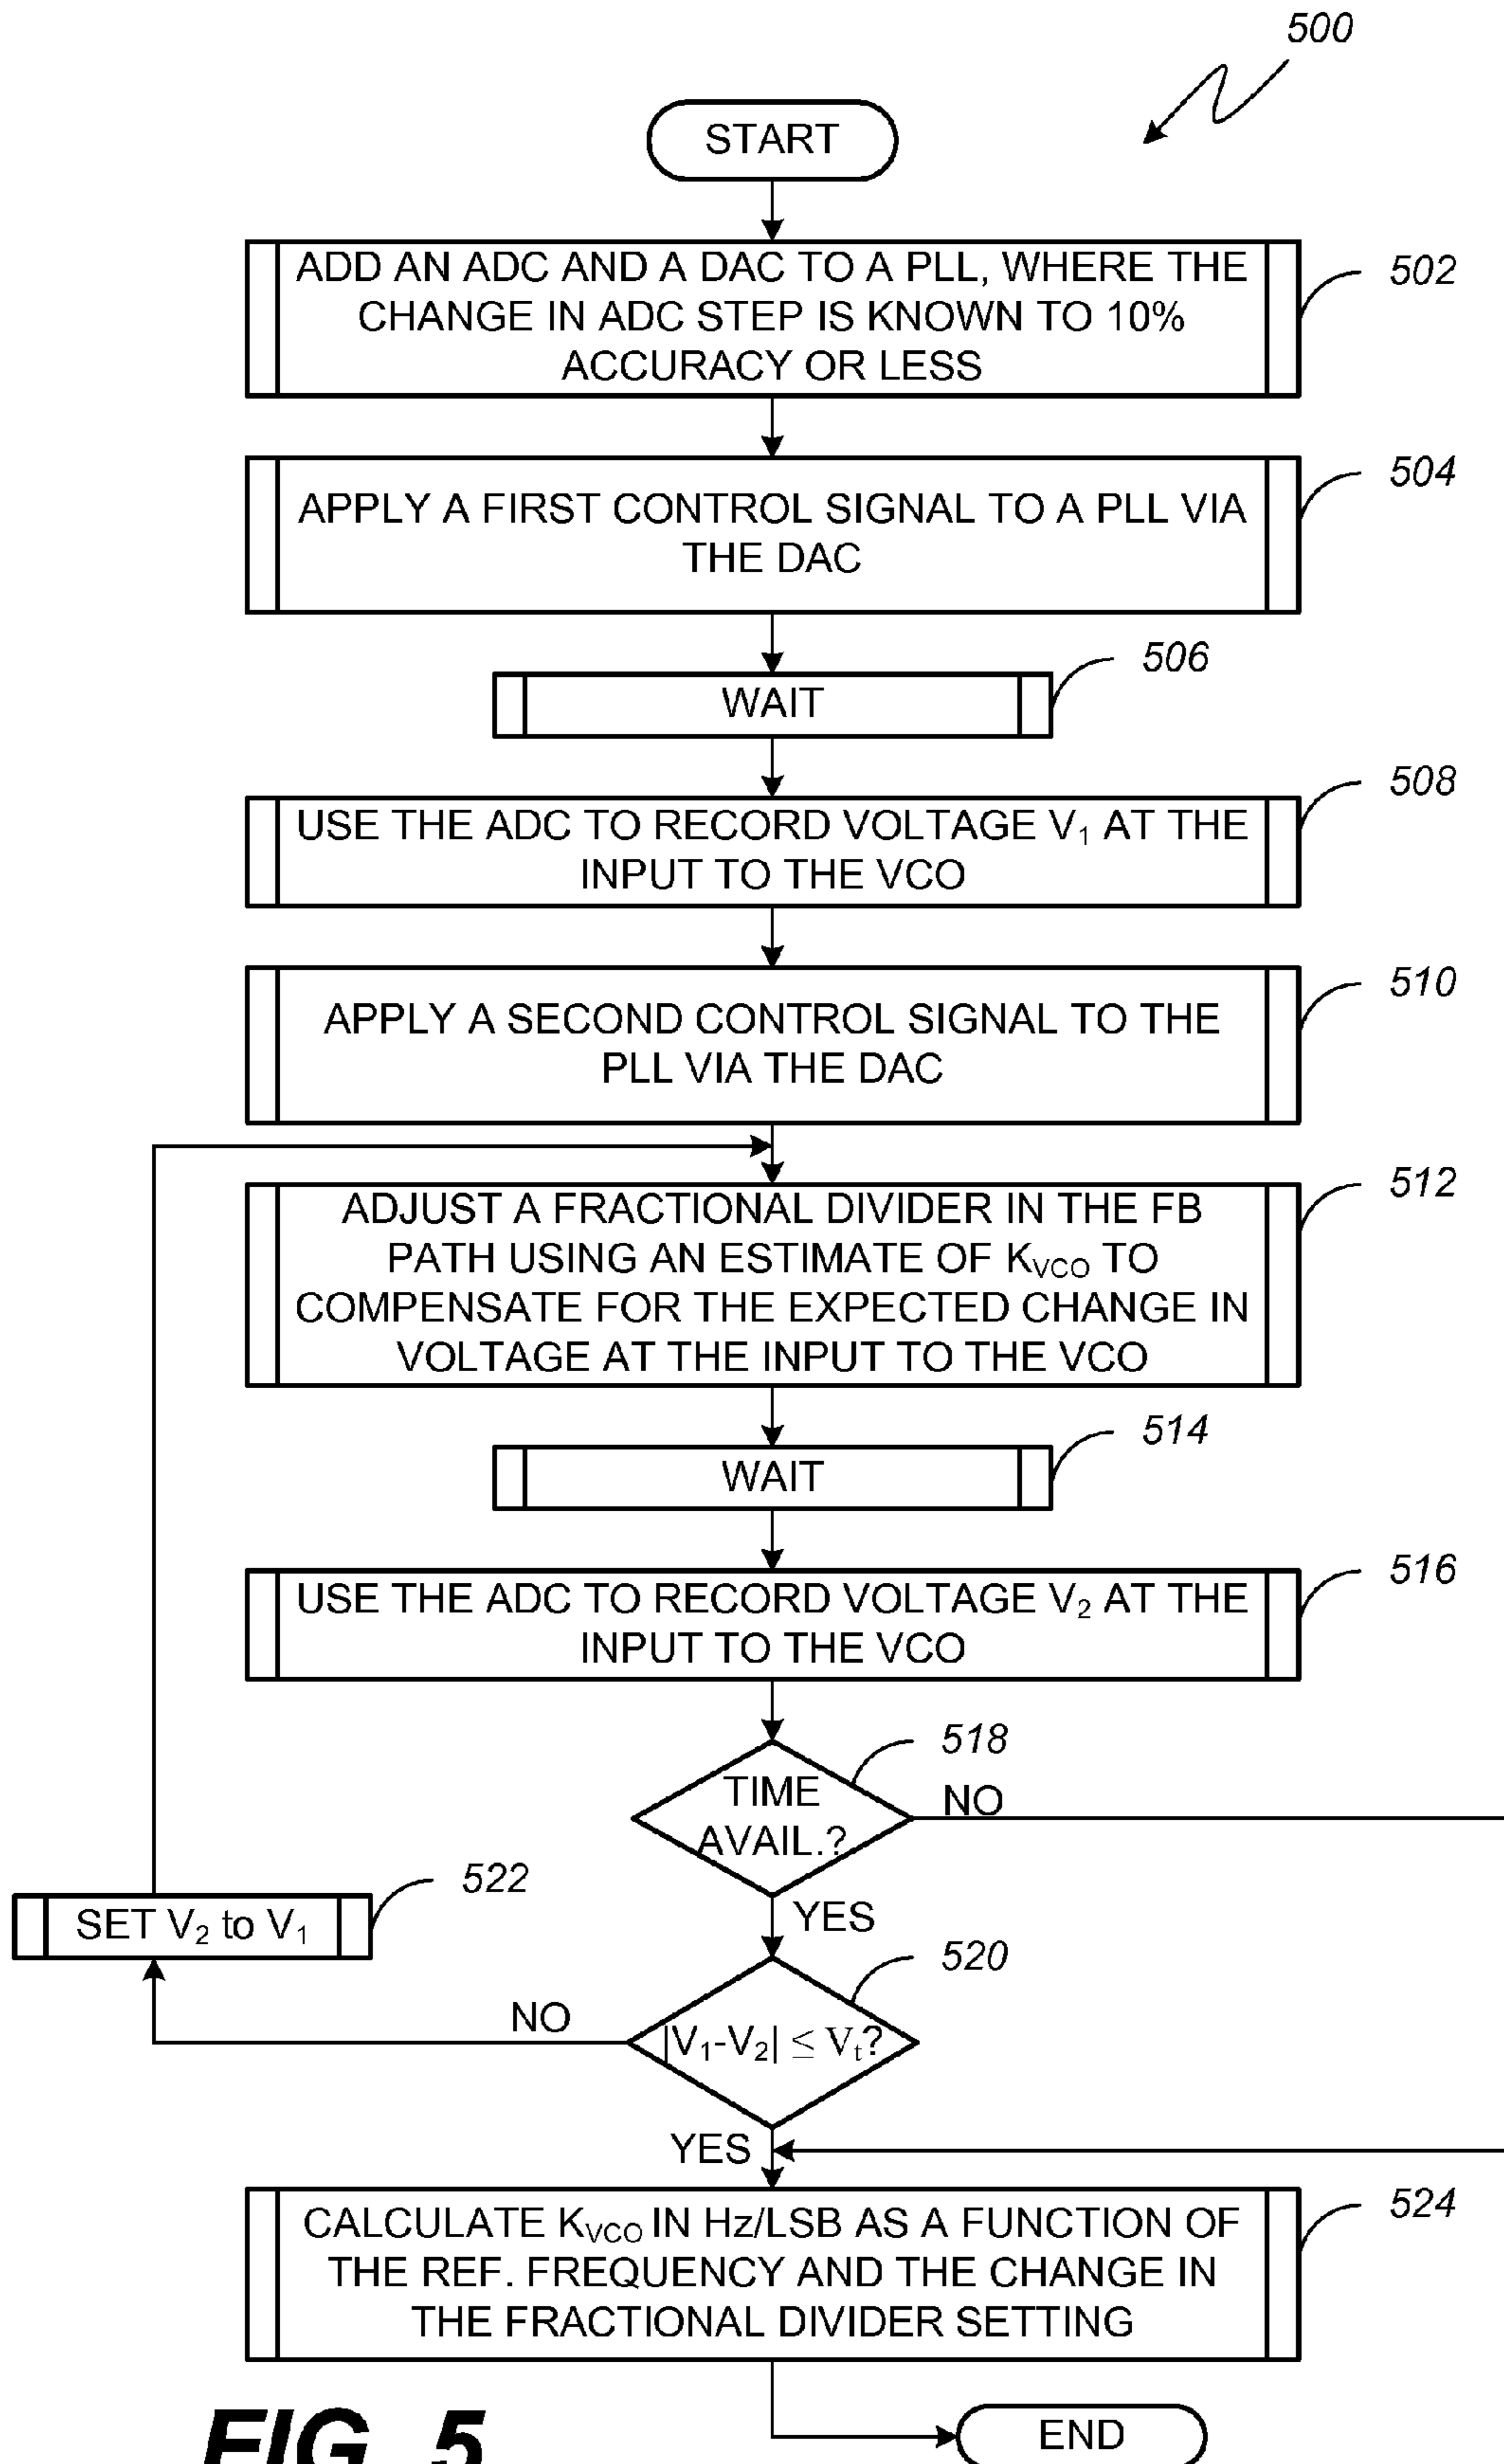 500
START
ADD AN ADC AND A DAC TO A PLL, WHERE THE
CHANGE IN ADC STEP IS KNOWN TO 10%
ACCURACY OR LESS
502
APPLY A FIRST CONTROL SIGNAL TO A PLL VIA
THE DAC
504
WAIT
506
USE THE ADC TO RECORD VOLTAGE V₁ AT THE
INPUT TO THE VCO
508
APPLY A SECOND CONTROL SIGNAL TO THE
PLL VIA THE DAC
510
ADJUST A FRACTIONAL DIVIDER IN THE FB
PATH USING AN ESTIMATE OF K_VCO TO
COMPENSATE FOR THE EXPECTED CHANGE IN
VOLTAGE AT THE INPUT TO THE VCO
512
WAIT
514
USE THE ADC TO RECORD VOLTAGE V₂ AT THE
INPUT TO THE VCO
516
TIME
AVAIL.?
518
NO
YES
SET V₂ to V₁
522
|V₁-V₂| ≤ Vₜ?
520
NO
YES
CALCULATE K_VCO IN Hz/LSB AS A FUNCTION OF
THE REF. FREQUENCY AND THE CHANGE IN
THE FRACTIONAL DIVIDER SETTING
524
END
FIG. 5